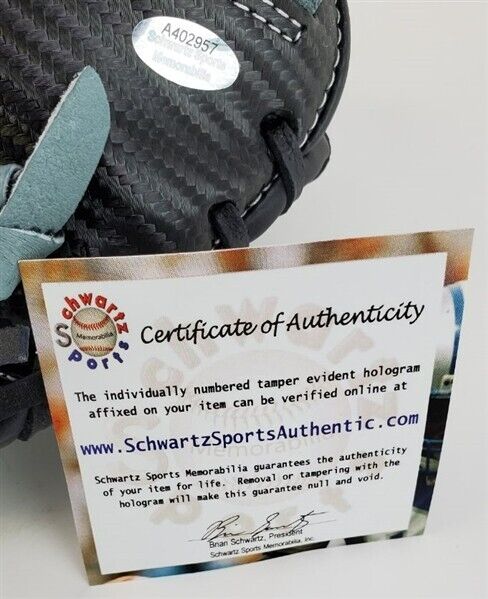 A402957
Schwartz Sports
Memorabilia
Schwartz
Memorabilia
Sports
Certificate of Authenticity
The individually numbered tamper evident hologram
affixed on your item can be verified online at
www.SchwartzSportsAuthentic.com
Schwartz Sports Memorabilia guarantees the authenticity
of your item for life. Removal or tampering with the
hologram will make this guarantee null and void.
Brian Schwartz, President
Schwartz Sports Memorabilia, Inc.